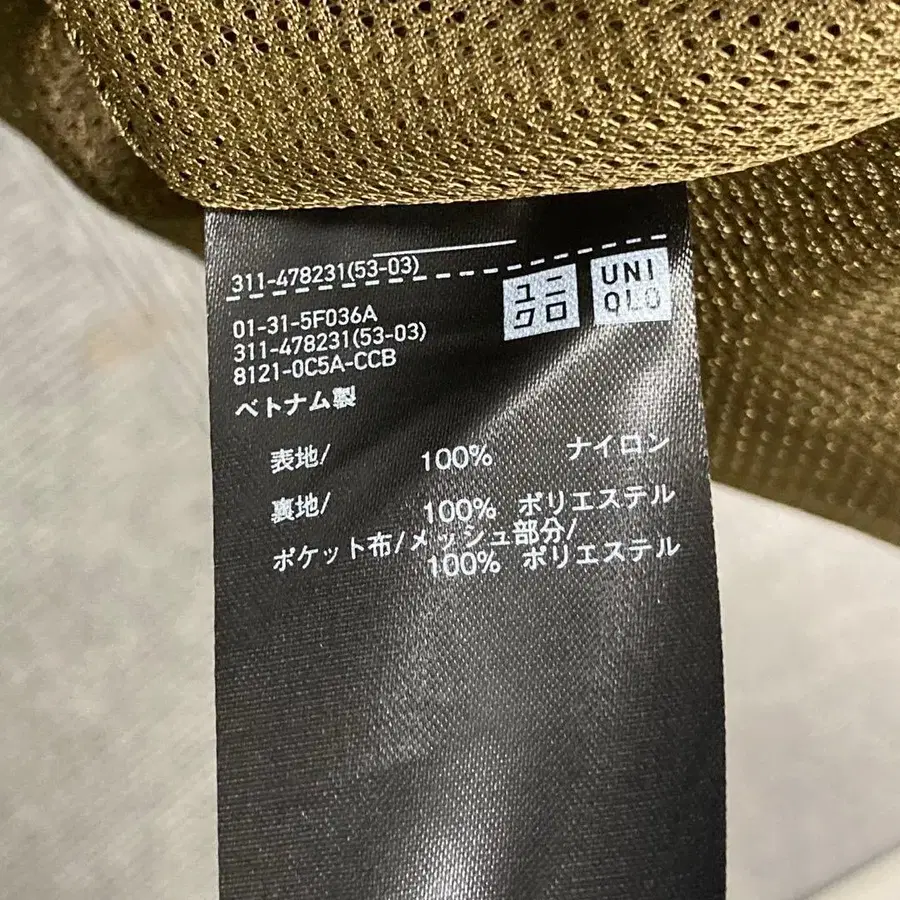 311-478231(53-03)
ユニ
クロ
UNI
QLO
01-31-5F036A
311-478231(53-03)
8121-0C5A-CCB
ベトナム製
表地/ 100% ナイロン
裏地/ 100% ポリエステル
ポケット布/メッシュ部分/
100% ポリエステル